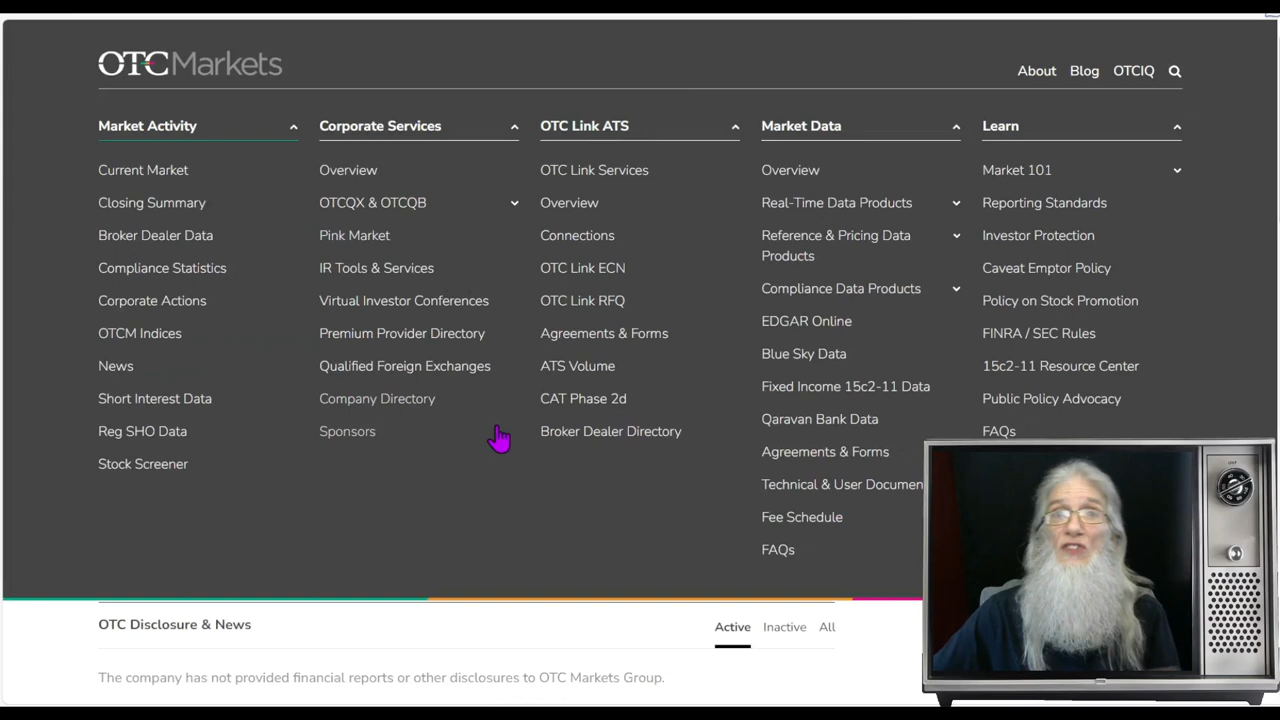 OTCMarkets
About Blog OTCIQ
Market Activity
Current Market
Closing Summary
Broker Dealer Data
Compliance Statistics
Corporate Actions
OTCM Indices
News
Short Interest Data
Reg SHO Data
Stock Screener
Corporate Services
Overview
OTCQX & OTCQB
Pink Market
IR Tools & Services
Virtual Investor Conferences
Premium Provider Directory
Qualified Foreign Exchanges
Company Directory
Sponsors
OTC Link ATS
OTC Link Services
Overview
Connections
OTC Link ECN
OTC Link RFQ
Agreements & Forms
ATS Volume
CAT Phase 2d
Broker Dealer Directory
Market Data
Overview
Real-Time Data Products
Reference & Pricing Data
Products
Compliance Data Products
EDGAR Online
Blue Sky Data
Fixed Income 15c2-11 Data
Qaravan Bank Data
Agreements & Forms
Technical & User Documen
Fee Schedule
FAQs
Learn
Market 101
Reporting Standards
Investor Protection
Caveat Emptor Policy
Policy on Stock Promotion
FINRA / SEC Rules
15c2-11 Resource Center
Public Policy Advocacy
FAQs
OTC Disclosure & News
Active Inactive All
The company has not provided financial reports or other disclosures to OTC Markets Group.